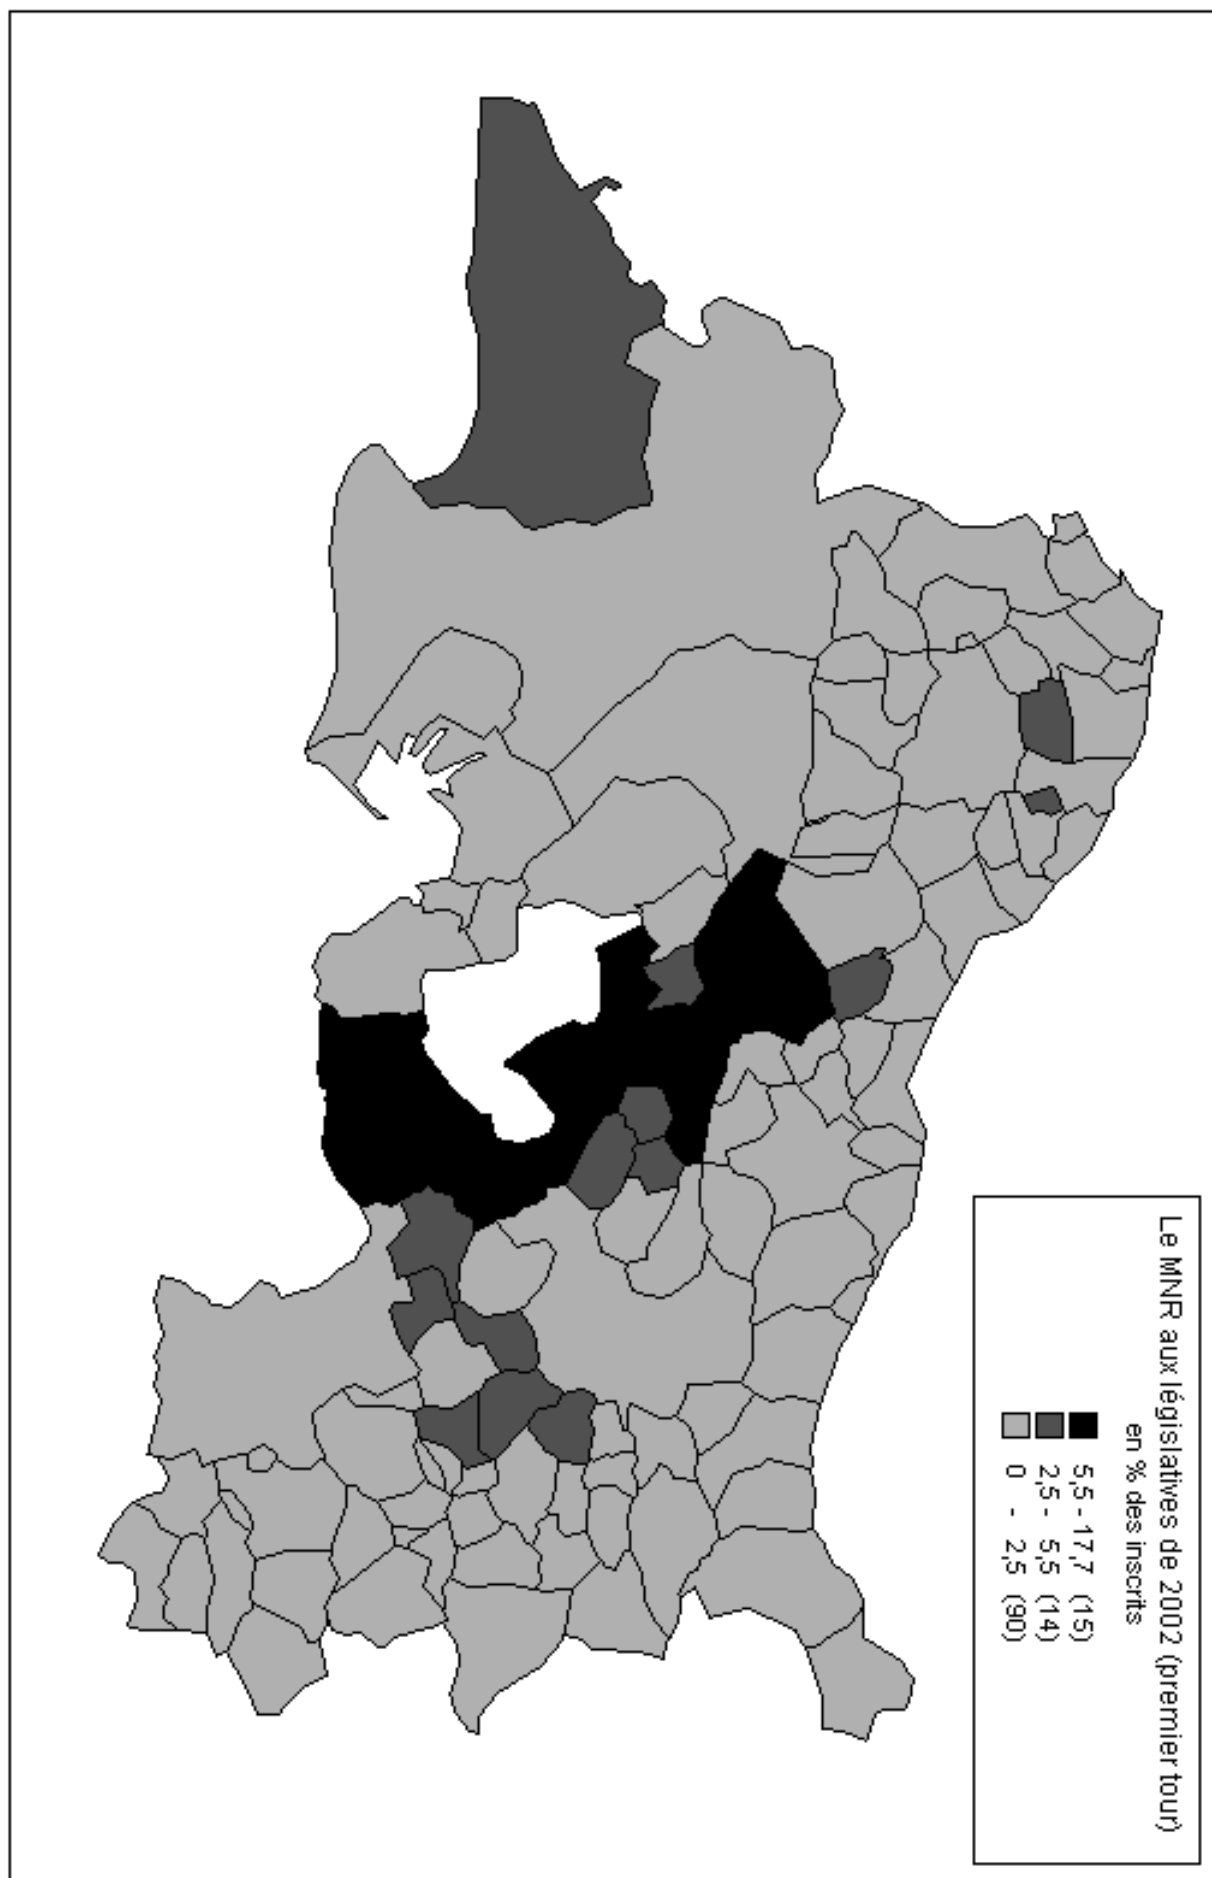 Le MNR aux législatives de 2002 (premier tour)
en % des inscrits
5,5 - 17,7 (15)
2,5 - 5,5 (14)
0 - 2,5 (90)